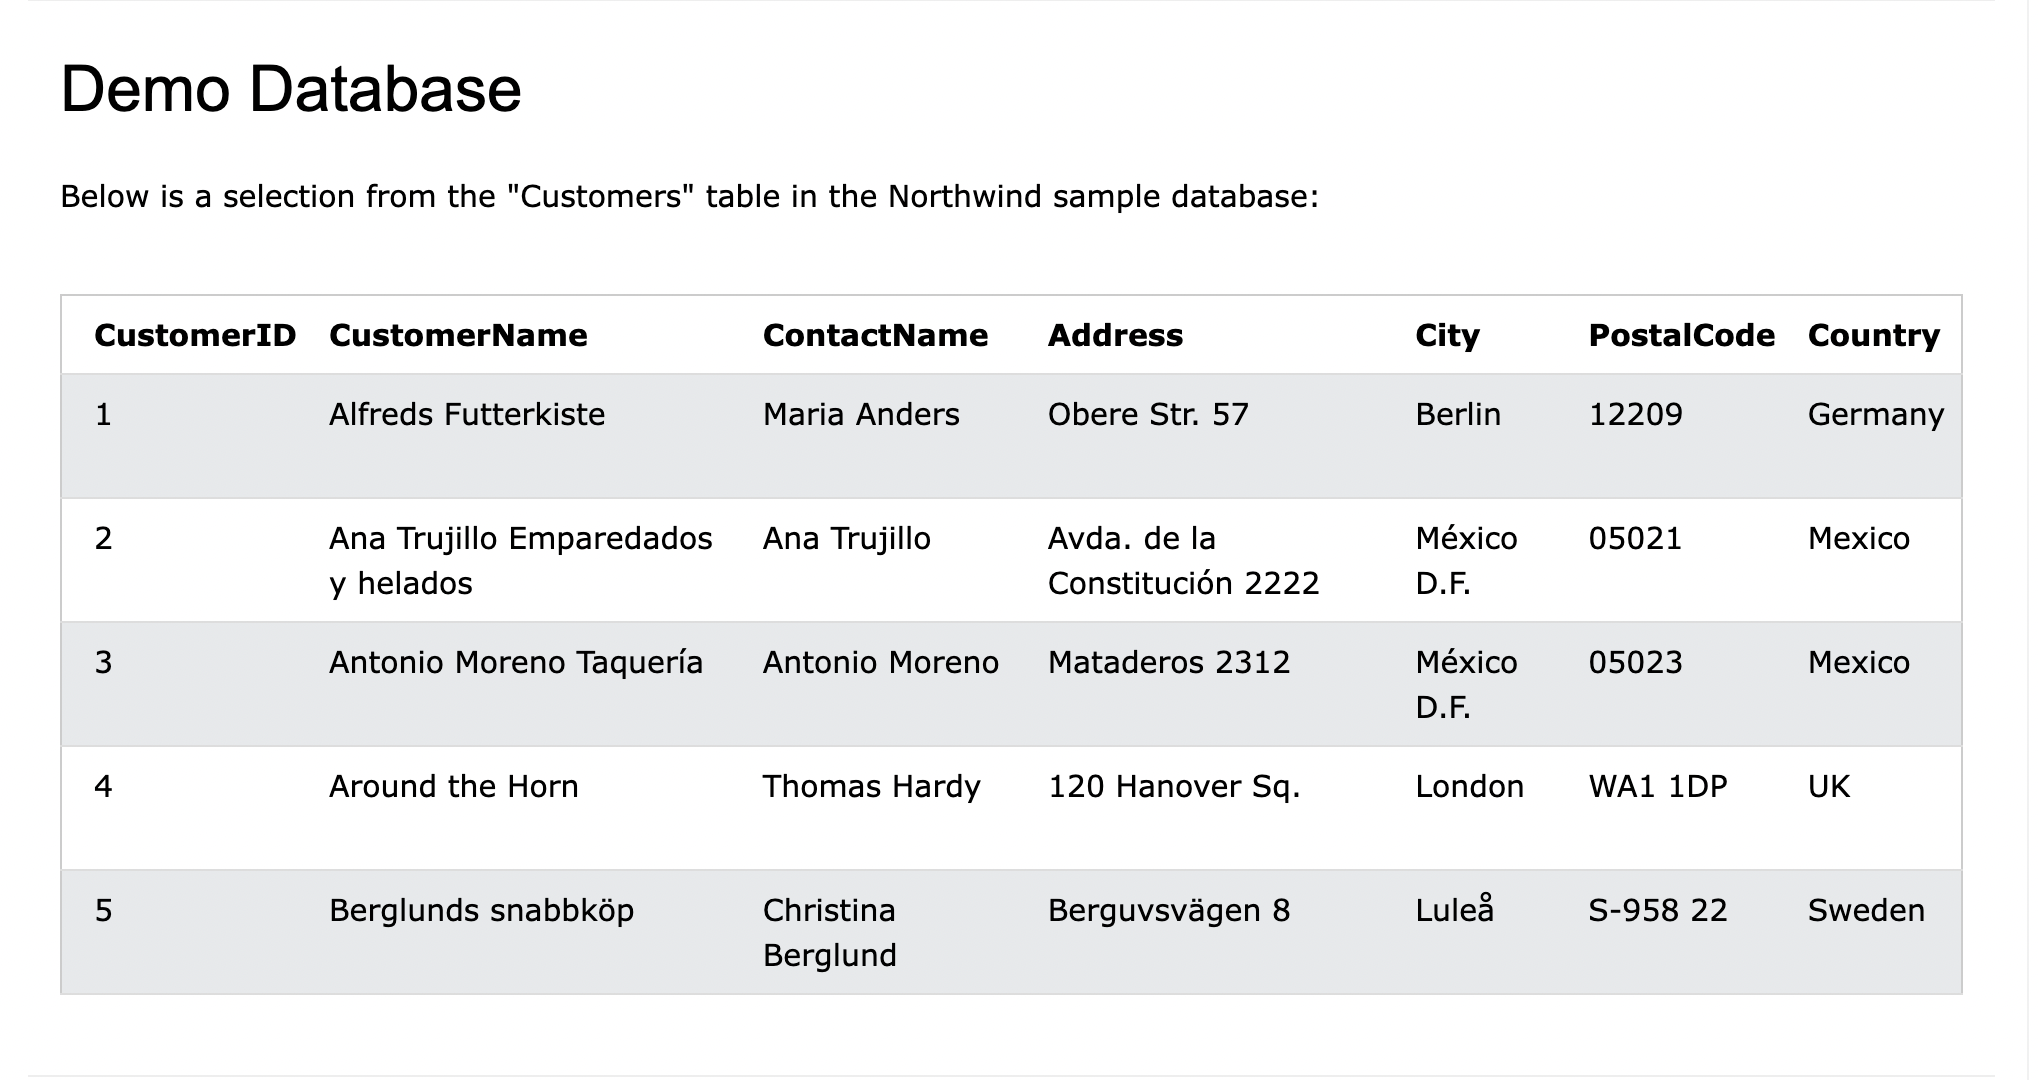 Demo Database
Below is a selection from the "Customers" table in the Northwind sample database:
CustomerID CustomerName ContactName Address City PostalCode Country
1 Alfreds Futterkiste Maria Anders Obere Str. 57 Berlin 12209 Germany
2 Ana Trujillo Emparedados y helados Ana Trujillo Avda. de la Constitución 2222 México D.F. 05021 Mexico
3 Antonio Moreno Taquería Antonio Moreno Mataderos 2312 México D.F. 05023 Mexico
4 Around the Horn Thomas Hardy 120 Hanover Sq. London WA1 1DP UK
5 Berglunds snabbköp Christina Berglund Berguvsvägen 8 Luleå S-958 22 Sweden